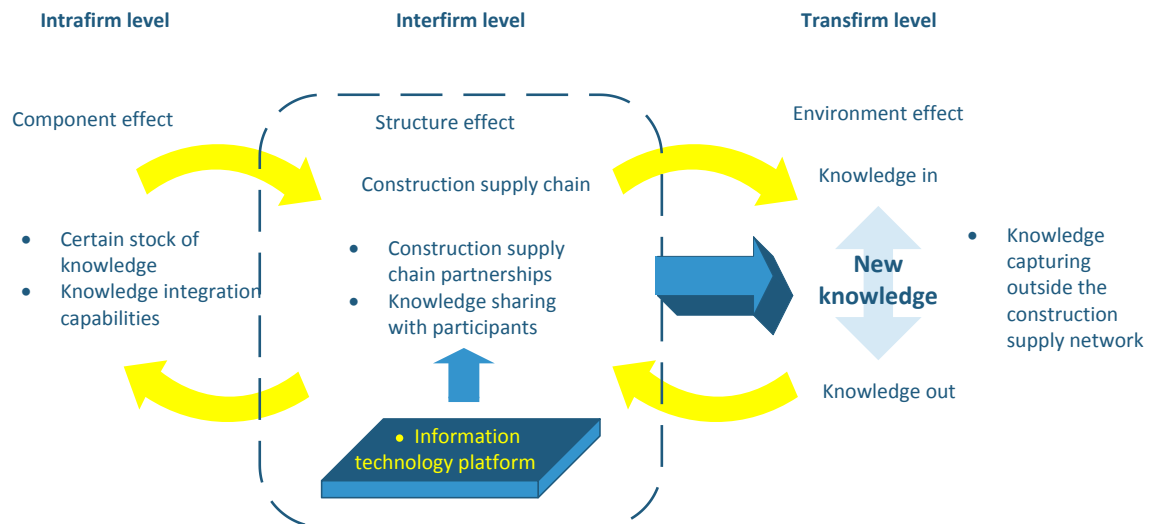 Intrafirm level
Interfirm level
Transfirm level
Component effect
Structure effect
Environment effect
Construction supply chain
Knowledge in
• Certain stock of
knowledge
• Knowledge integration
capabilities
• Construction supply
chain partnerships
• Knowledge sharing
with participants
New
knowledge
• Knowledge
capturing
outside the
construction
supply network
Knowledge out
• Information
technology platform